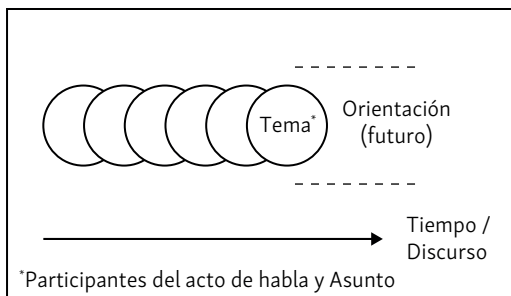 Tema*
Orientación
(futuro)
Tiempo /
Discurso
*Participantes del acto de habla y Asunto